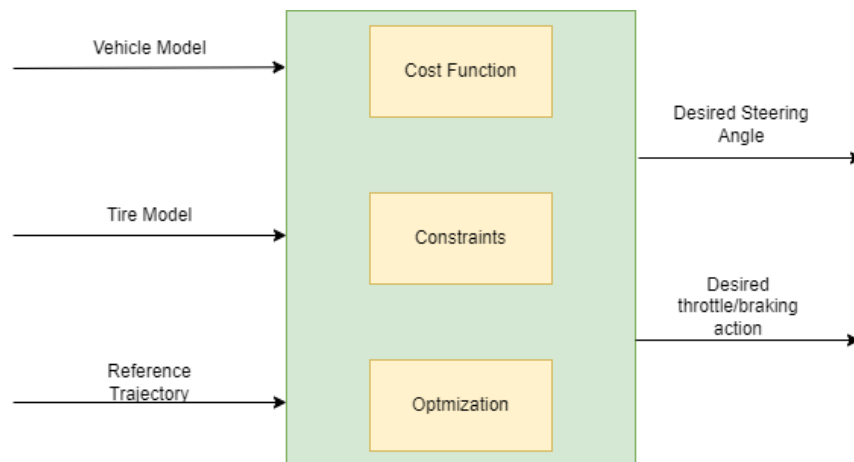 Vehicle Model
Cost Function
Desired Steering
Angle
Tire Model
Constraints
Desired
throttle/braking
action
Reference
Trajectory
Optmization